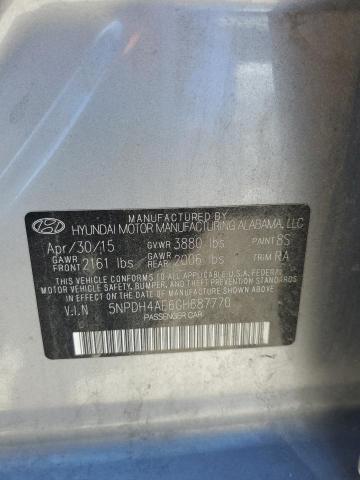 MANUFACTURED BY
HYUNDAI MOTOR MANUFACTURING ALABAMA, LLC
Apr/30/15 GVWR 3880 lbs PAINT 8S
GAWR FRONT 2161 lbs GAWR REAR 2006 lbs TRIM RA
THIS VEHICLE CONFORMS TO ALL APPLICABLE U.S.A. FEDERAL
MOTOR VEHICLE SAFETY, BUMPER, AND THEFT PREVENTION
STANDARDS IN EFFECT ON THE DATE OF MANUFACTURE SHOWN ABOVE.
V.I.N 5NPDH4AE6GH687770
PASSENGER CAR